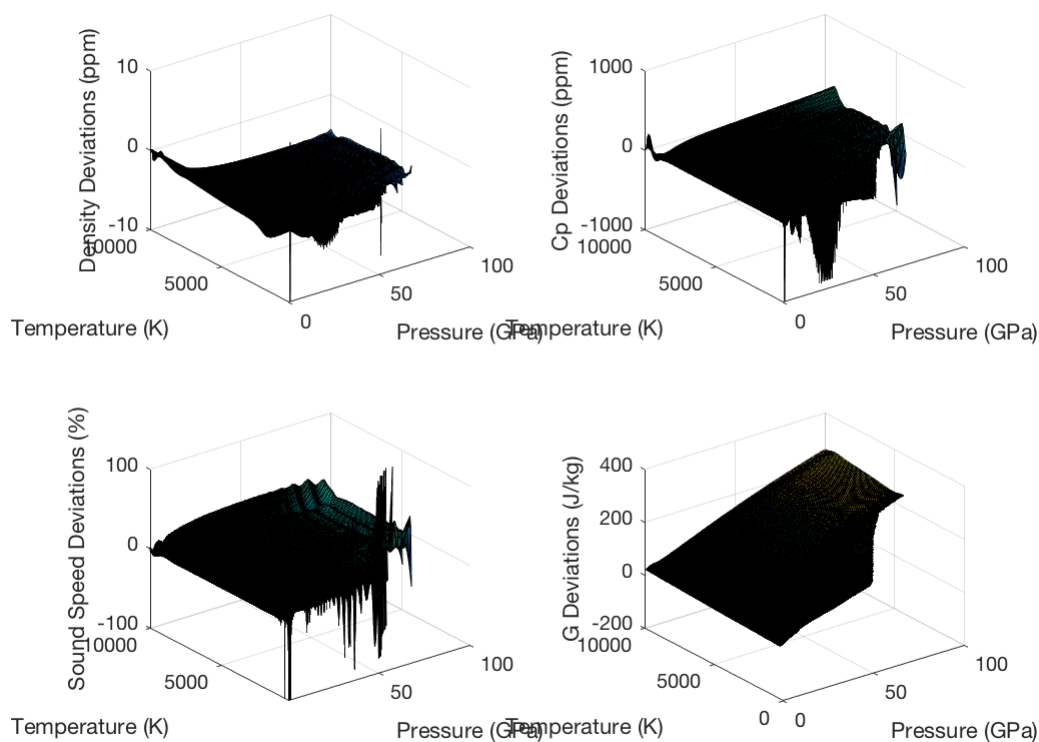 Density Deviations (ppm)
10
0
-10
10000
5000
0
50
100
Temperature (K)
Pressure (GPa)
Cp Deviations (ppm)
1000
0
-1000
10000
5000
0
50
100
Temperature (K)
Pressure (GPa)
Sound Speed Deviations (%)
100
0
-100
10000
5000
50
100
Temperature (K)
Pressure (GPa)
G Deviations (J/kg)
400
200
0
-200
10000
5000
0
0
50
100
Temperature (K)
Pressure (GPa)